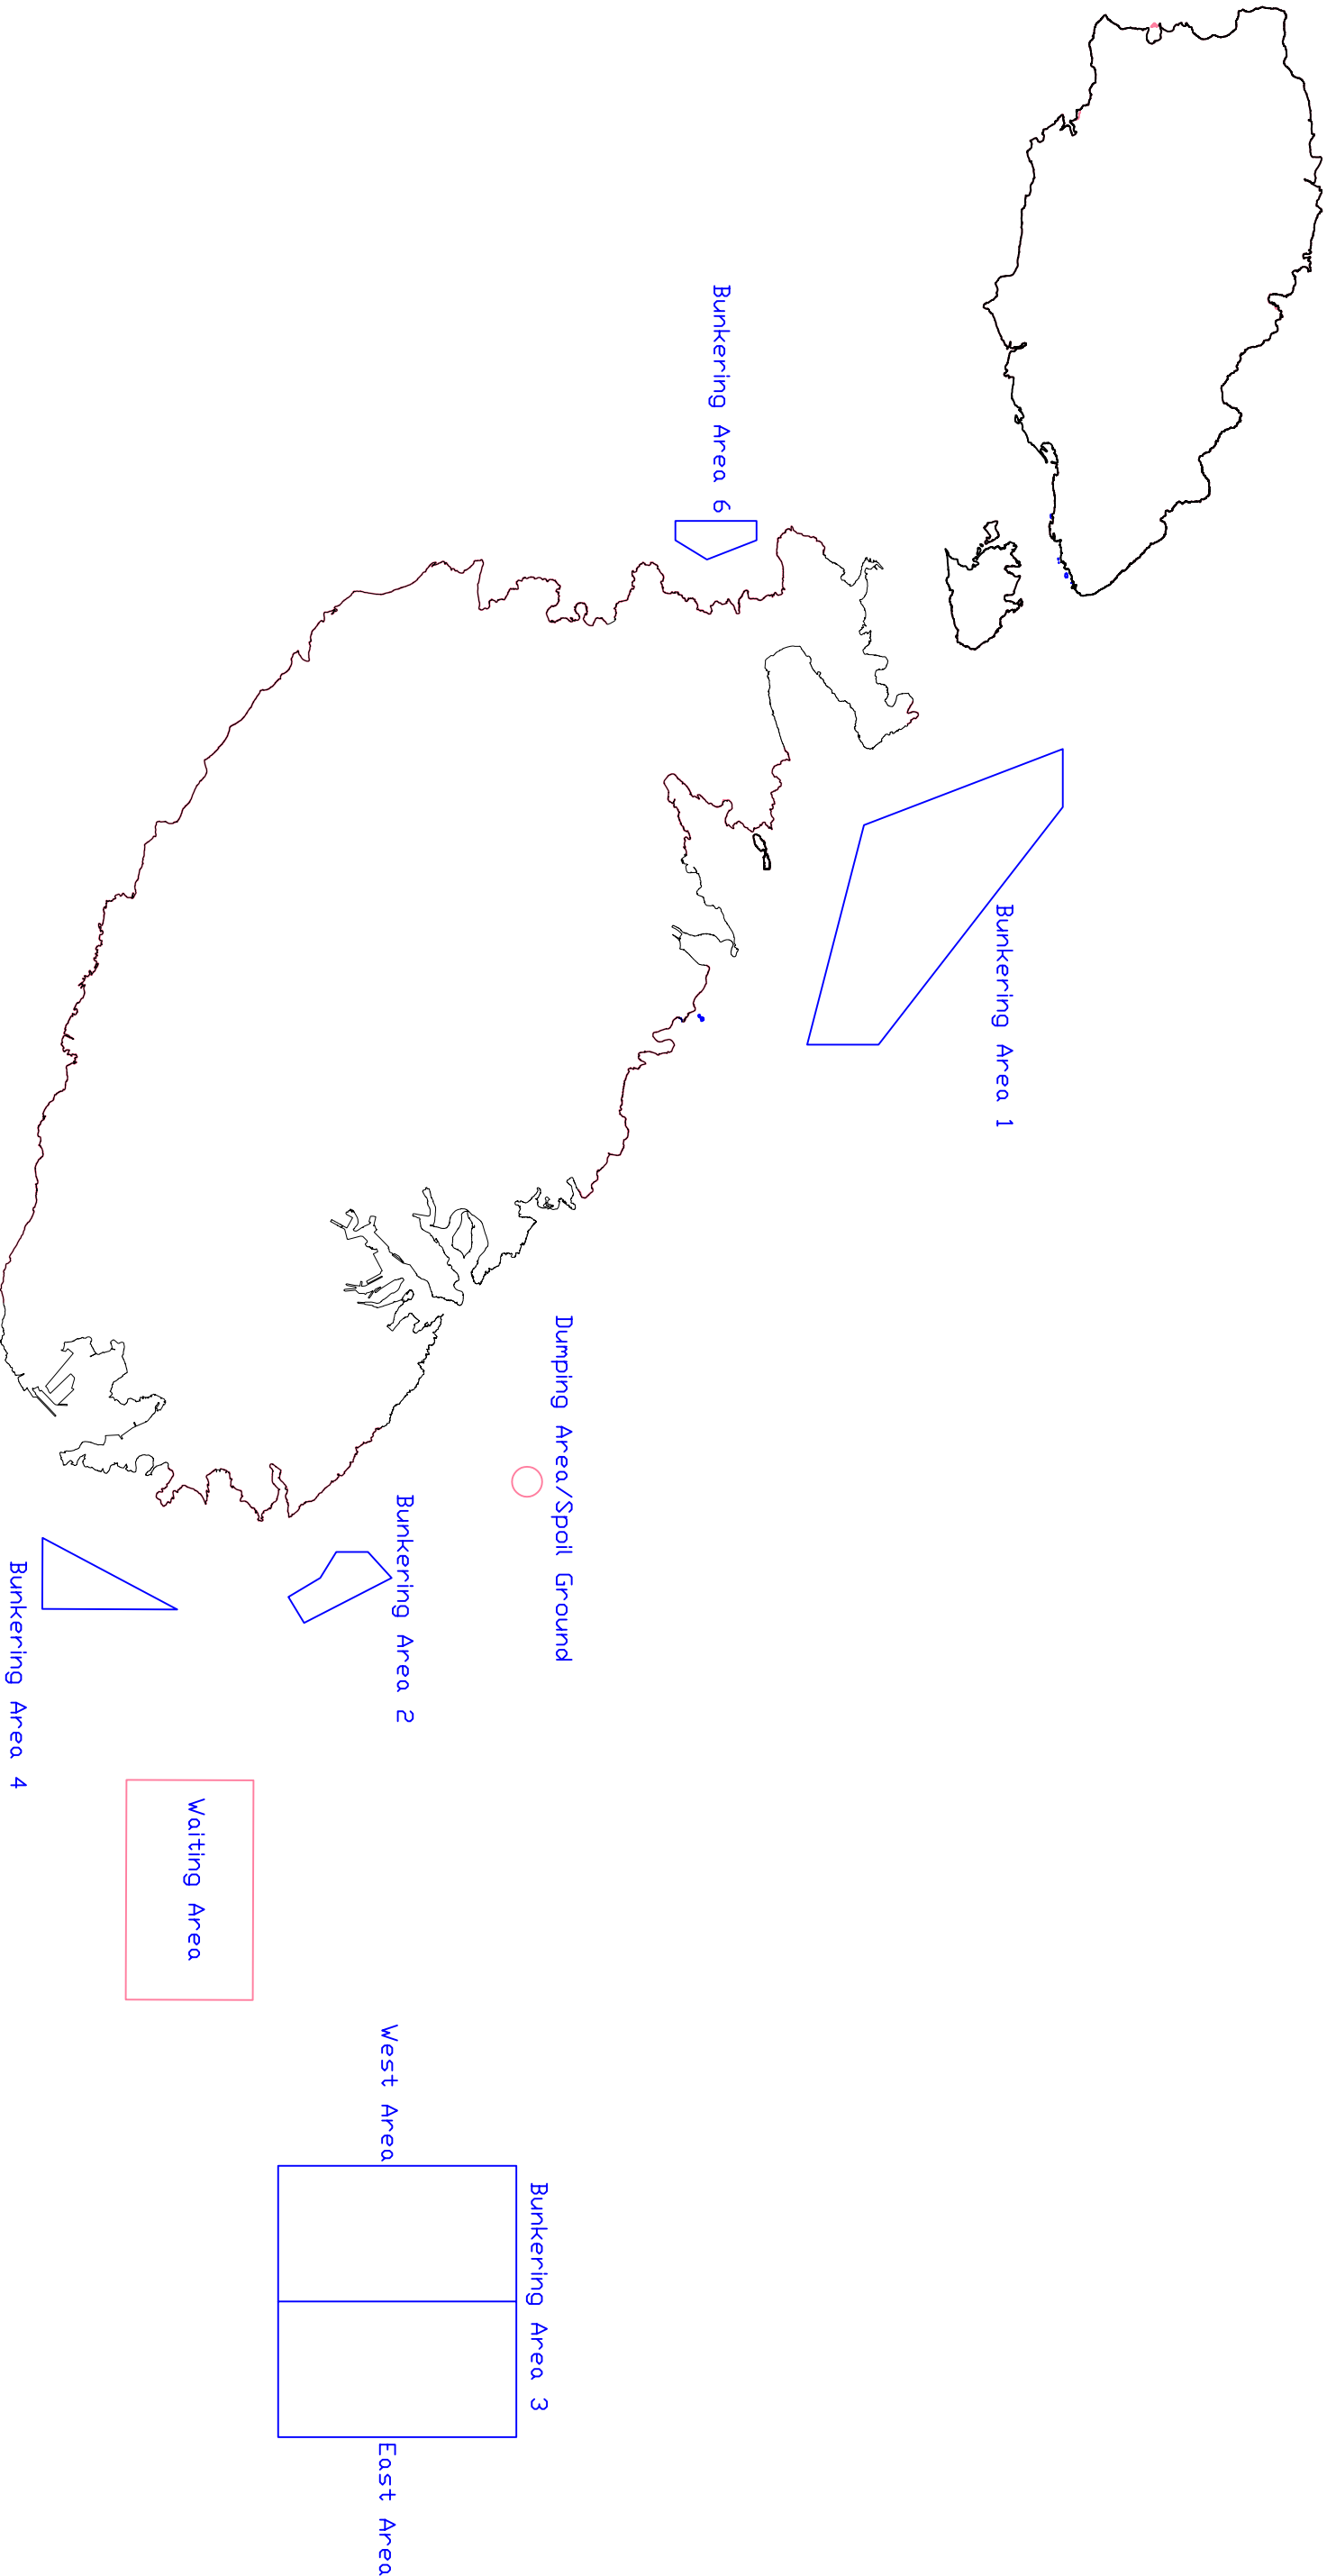 Bunkering Area 6
Bunkering Area 1
Dumping Area/Spoil Ground
Bunkering Area 2
Bunkering Area 4
Waiting Area
West Area
Bunkering Area 3
East Area